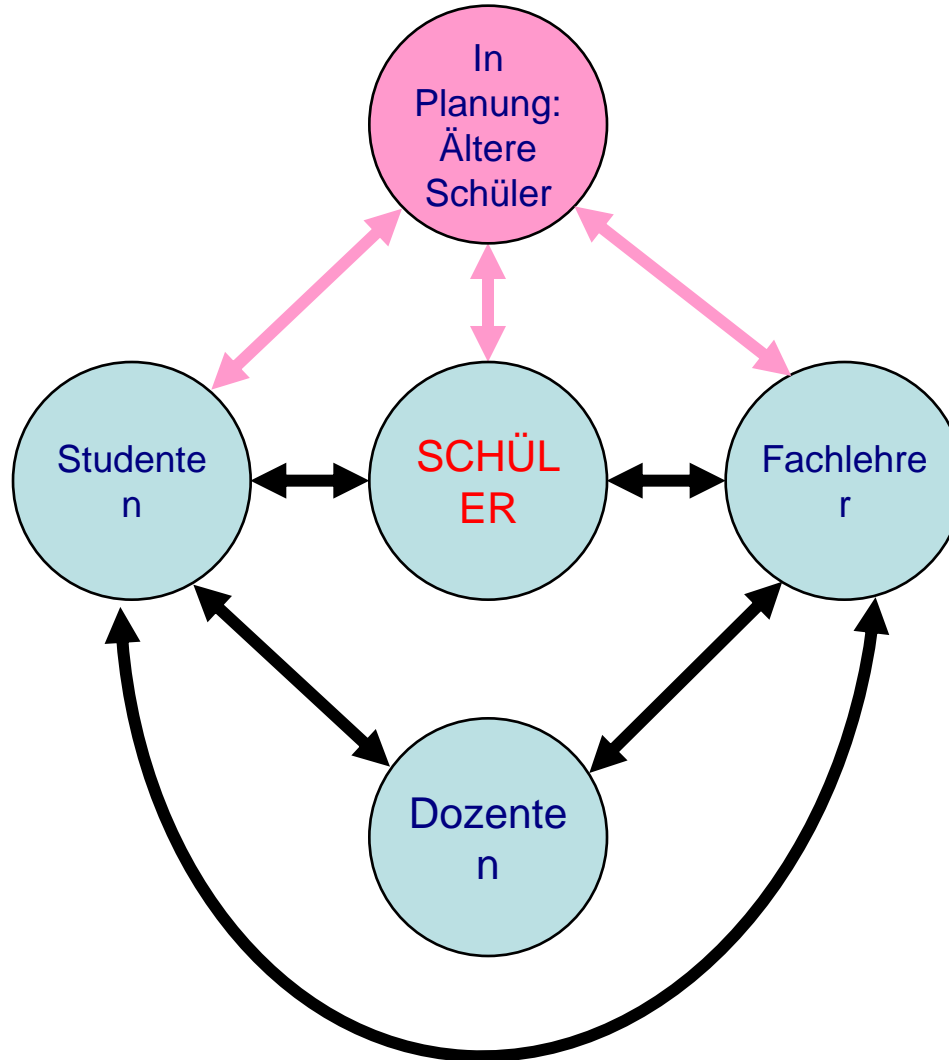 In
Planung:
Ältere
Schüler
Studente
n
SCHÜL
ER
Fachlehre
r
Dozente
n